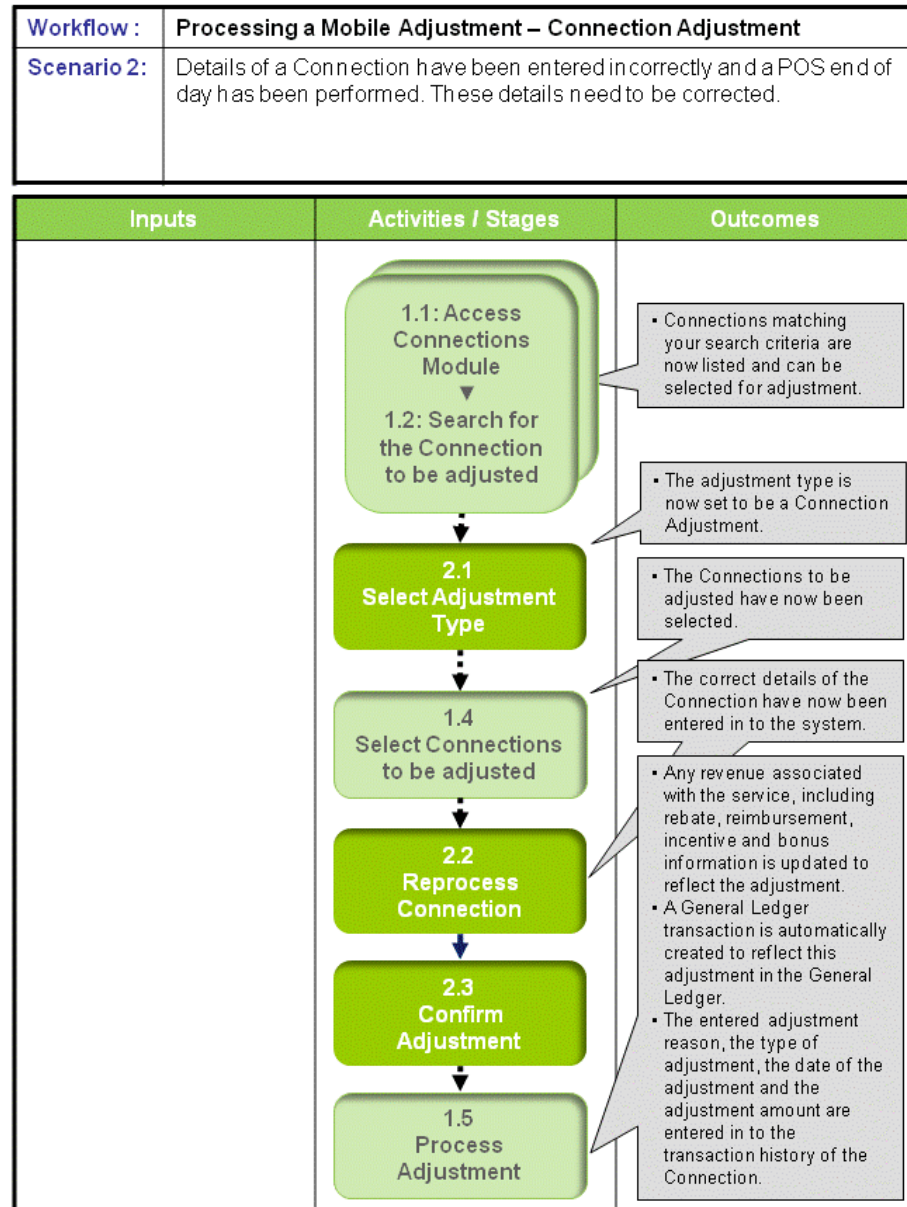 Workflow : Processing a Mobile Adjustment – Connection Adjustment
Scenario 2: Details of a Connection have been entered incorrectly and a POS end of
day has been performed. These details need to be corrected.
Inputs Activities / Stages Outcomes
1.1: Access
Connections
Module
▼
1.2: Search for
the Connection
to be adjusted
▪ Connections matching
your search criteria are
now listed and can be
selected for adjustment.
▪ The adjustment type is
now set to be a Connection
Adjustment.
2.1
Select Adjustment
Type
▪ The Connections to be
adjusted have now been
selected.
1.4
Select Connections
to be adjusted
▪ The correct details of the
Connection have now been
entered in to the system.
2.2
Reprocess
Connection
2.3
Confirm
Adjustment
1.5
Process
Adjustment
▪ Any revenue associated
with the service, including
rebate, reimbursement,
incentive and bonus
information is updated to
reflect the adjustment.
▪ A General Ledger
transaction is automatically
created to reflect this
adjustment in the General
Ledger.
▪ The entered adjustment
reason, the type of
adjustment, the date of the
adjustment and the
adjustment amount are
entered in to the
transaction history of the
Connection.